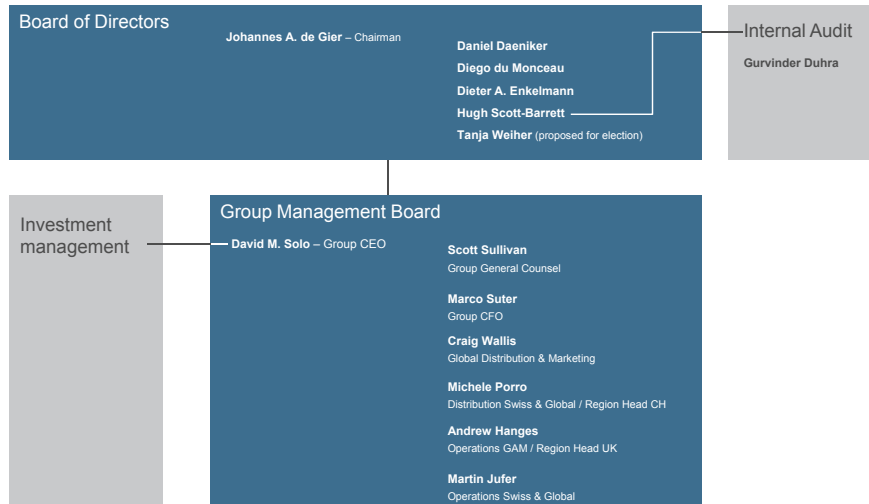 Board of Directors
Johannes A. de Gier – Chairman
Daniel Daeniker
Diego du Monceau
Dieter A. Enkelmann
Hugh Scott-Barrett
Tanja Weiher (proposed for election)
Internal Audit
Gurvinder Duhra
Investment
management
Group Management Board
David M. Solo – Group CEO
Scott Sullivan
Group General Counsel
Marco Suter
Group CFO
Craig Wallis
Global Distribution & Marketing
Michele Porro
Distribution Swiss & Global / Region Head CH
Andrew Hanges
Operations GAM / Region Head UK
Martin Jufer
Operations Swiss & Global